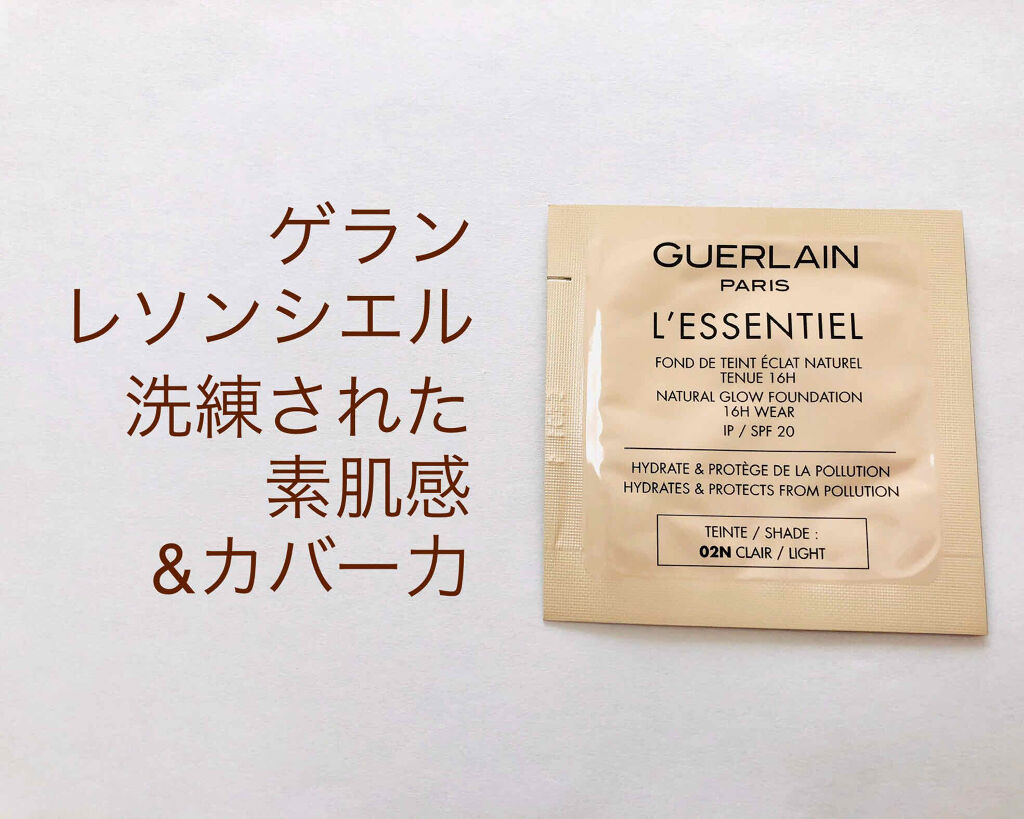 ゲラン
レソンシエル
洗練された
素肌感
&カバー力
GUERLAIN
PARIS
L'ESSENTIEL
FOND DE TEINT ÉCLAT NATUREL
TENUE 16H
NATURAL GLOW FOUNDATION
16H WEAR
IP / SPF 20
HYDRATE & PROTÈGE DE LA POLLUTION
HYDRATES & PROTECTS FROM POLLUTION
TEINTE / SHADE :
02N CLAIR / LIGHT